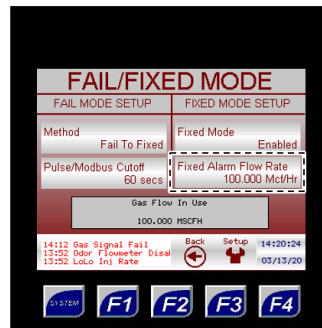 FAIL/FIXED MODE
FAIL MODE SETUP
FIXED MODE SETUP
Method
Fail To Fixed
Fixed Mode
Enabled
Pulse/Modbus Cutoff
60 secs
Fixed Alarm Flow Rate
100.000 Mcf/Hr
Gas Flow In Use
100.000 MSCFH
14:12 Gas Signal Fail
13:52 Odor Flowmeter Disal
13:52 LoLo Inj Rate
Back
Setup
14:20:24
03/13/20
SYSTEM
F1
F2
F3
F4